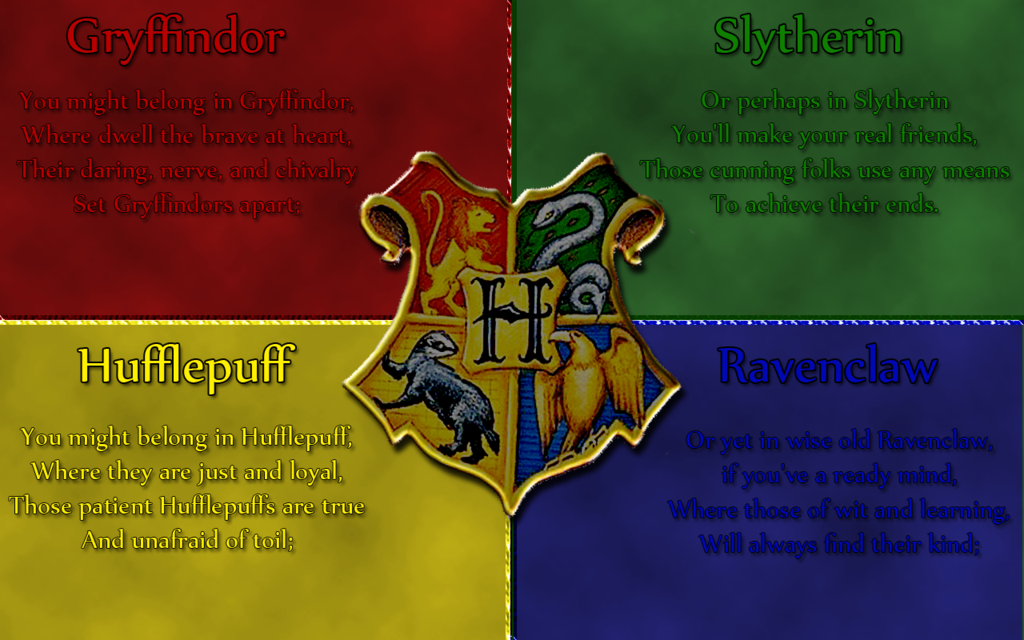 Gryffindor
You might belong in Gryffindor,
Where dwell the brave at heart,
Their daring, nerve, and chivalry
Set Gryffindors apart;
Slytherin
Or perhaps in Slytherin
You'll make your real friends,
Those cunning folks use any means
To achieve their ends.
H
Hufflepuff
You might belong in Hufflepuff,
Where they are just and loyal,
Those patient Hufflepuffs are true
And unafraid of toil;
Ravenclaw
Or yet in wise old Ravenclaw,
if you've a ready mind,
Where those of wit and learning,
Will always find their kind;